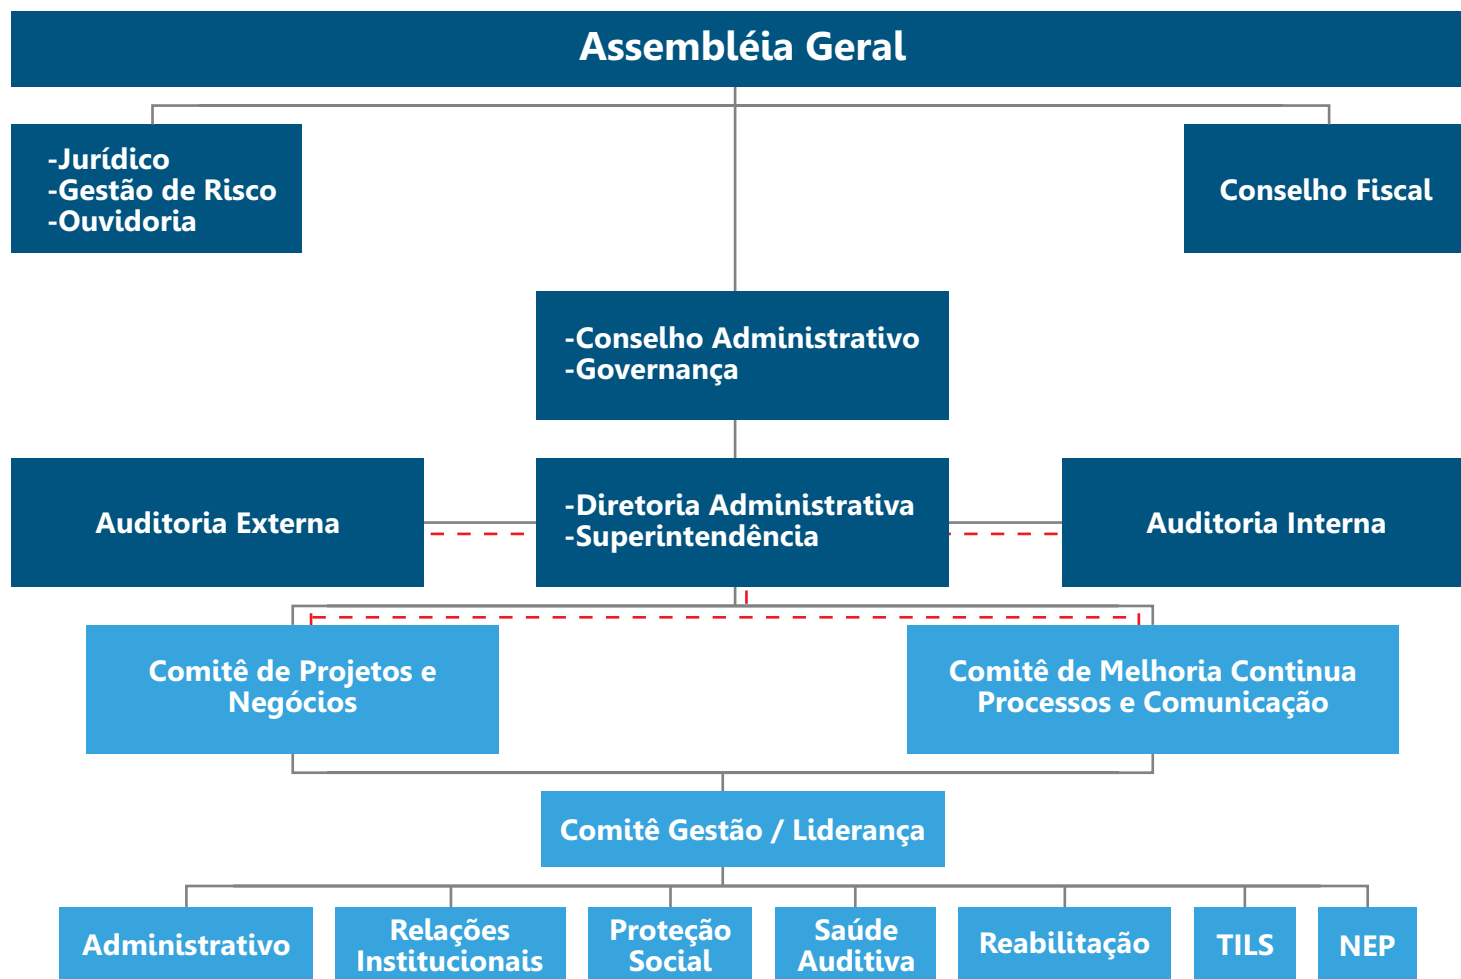 Assembléia Geral
-Jurídico
-Gestão de Risco
-Ouvidoria
Conselho Fiscal
-Conselho Administrativo
-Governança
Auditoria Externa
-Diretoria Administrativa
-Superintendência
Auditoria Interna
Comitê de Projetos e
Negócios
Comitê de Melhoria Continua
Processos e Comunicação
Comitê Gestão / Liderança
Administrativo
Relações
Institucionais
Proteção
Social
Saúde
Auditiva
Reabilitação
TILS
NEP